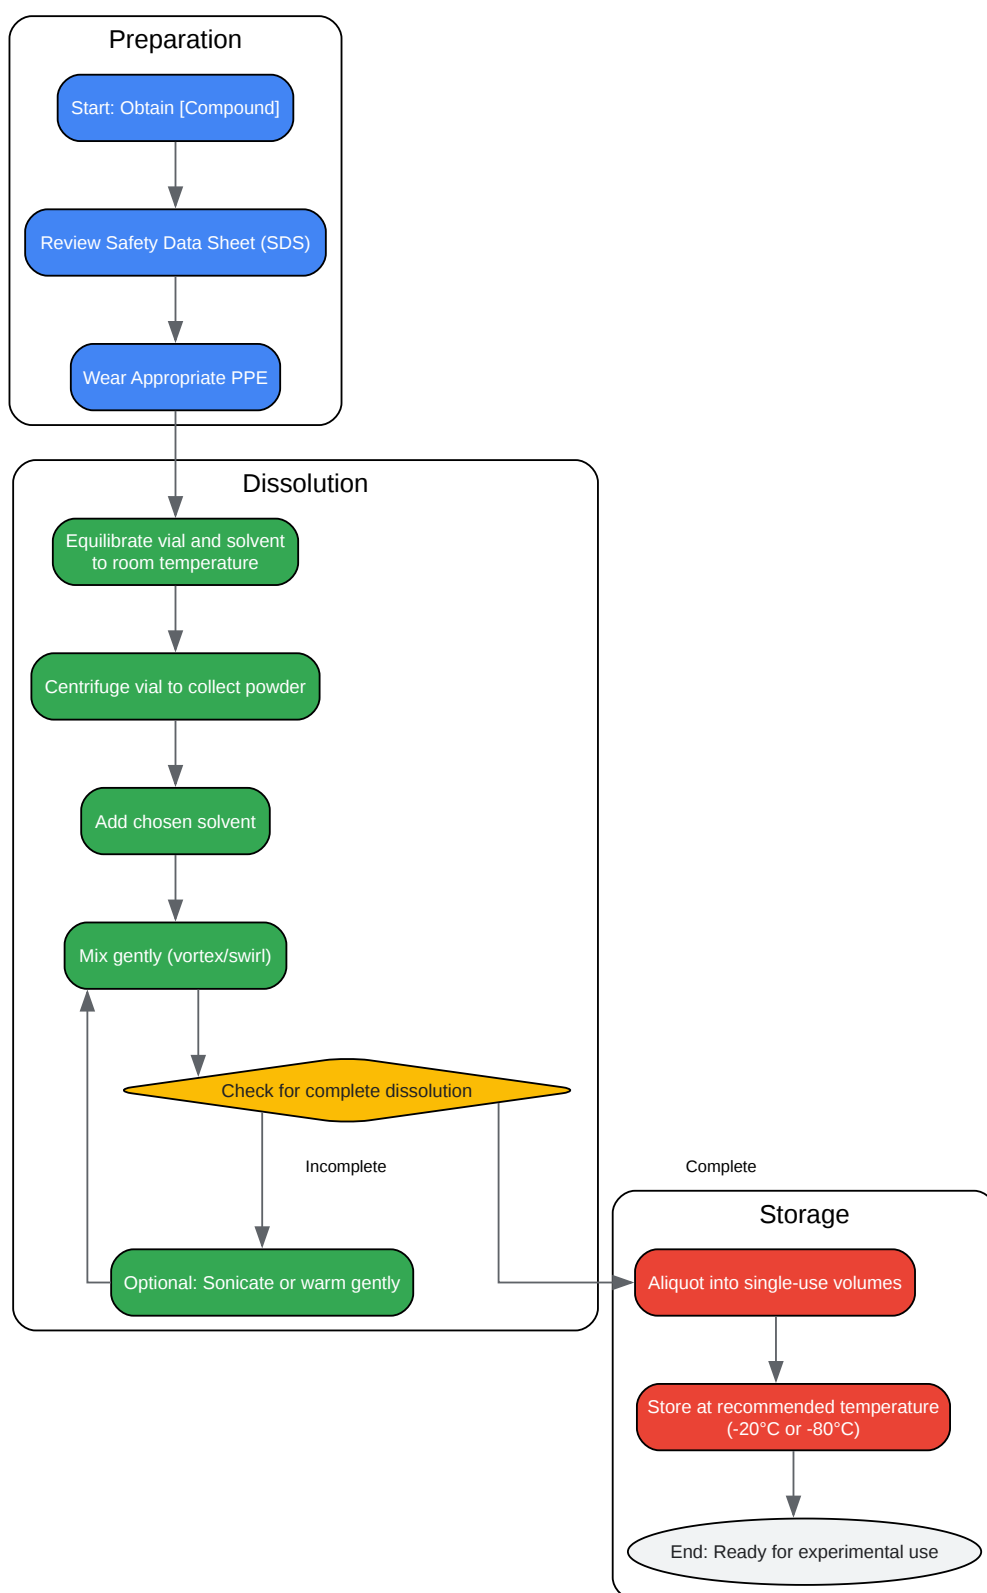 Preparation
Start: Obtain [Compound]
Review Safety Data Sheet (SDS)
Wear Appropriate PPE
Dissolution
Equilibrate vial and solvent
to room temperature
Centrifuge vial to collect powder
Add chosen solvent
Mix gently (vortex/swirl)
Check for complete dissolution
Incomplete
Complete
Optional: Sonicate or warm gently
Storage
Aliquot into single-use volumes
Store at recommended temperature
(-20°C or -80°C)
End: Ready for experimental use